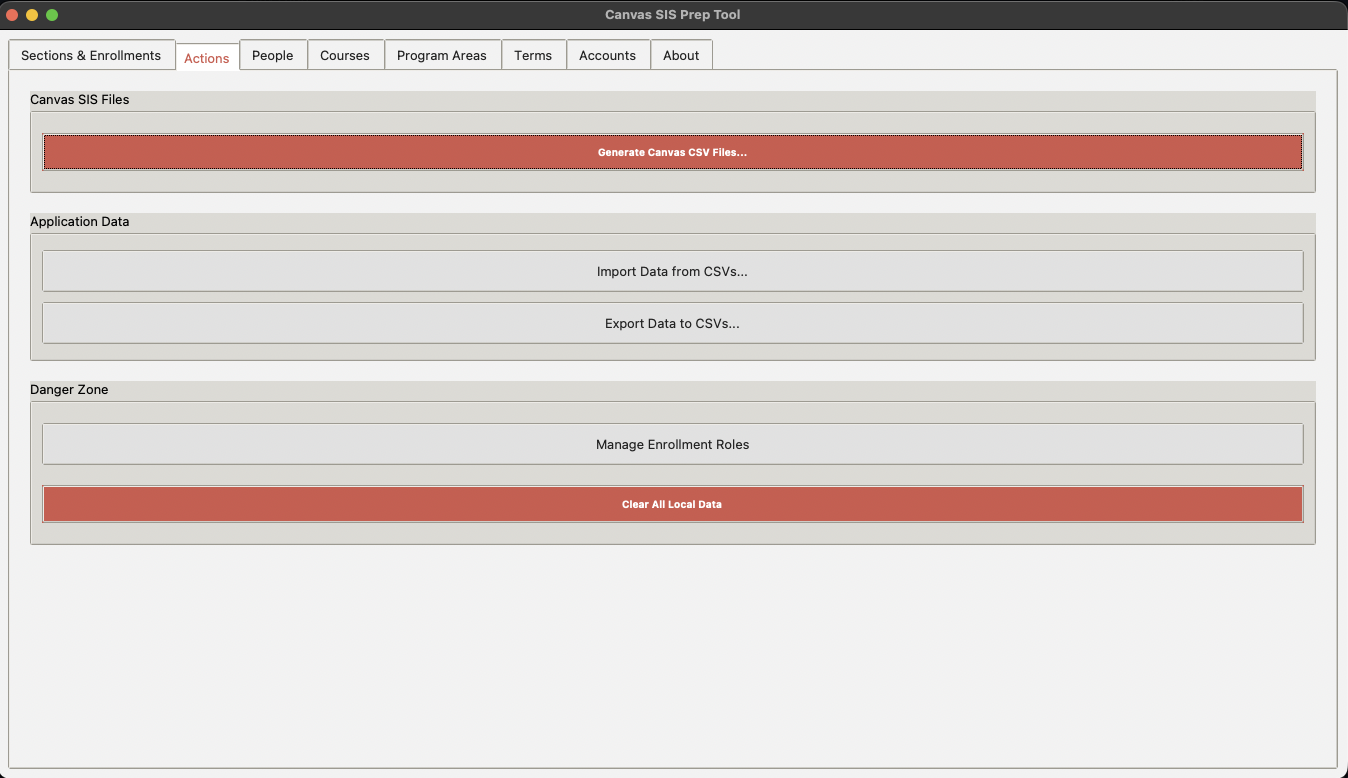 Canvas SIS Prep Tool
Sections & Enrollments Actions People Courses Program Areas Terms Accounts About
Canvas SIS Files
Generate Canvas CSV Files...
Application Data
Import Data from CSVs...
Export Data to CSVs...
Danger Zone
Manage Enrollment Roles
Clear All Local Data